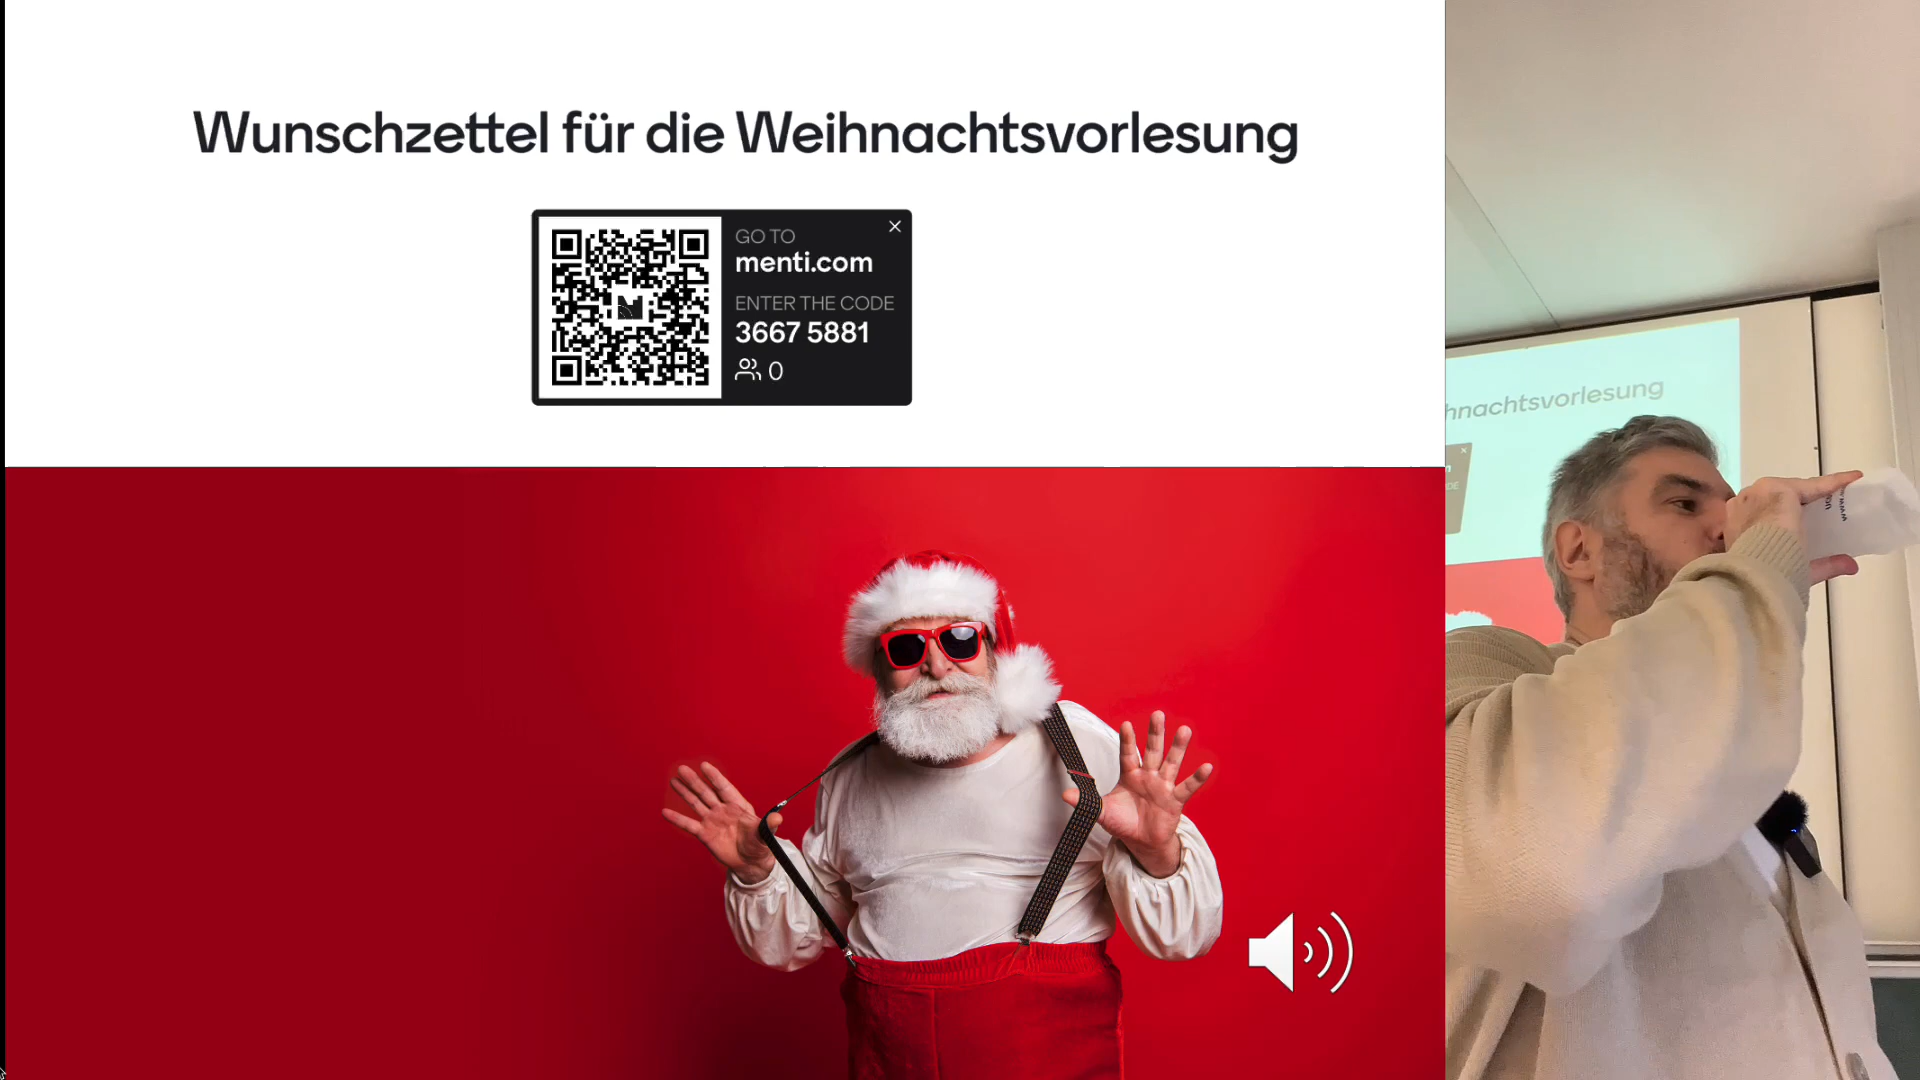 Wunschzettel für die Weihnachtsvorlesung
GO TO
menti.com
ENTER THE CODE
3667 5881
0
hnachtsvorlesung